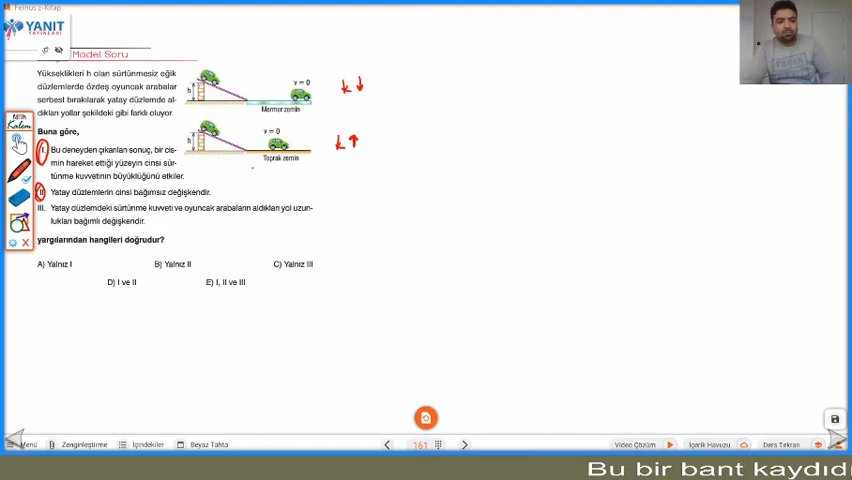 Fernus z-Kitap
YANIT
YAYINLARI
Model Soru
Yükseklikleri h olan sürtünmesiz eğik
düzlemlerde özdeş oyuncak arabalar
serbest bırakılarak yatay düzlemde al-
dıkları yollar şekildeki gibi farklı oluyor.
h
v = 0
Mermer zemin
k
h
v = 0
Toprak zemin
k
Buna göre,
I. Bu deneyden çıkarılan sonuç, bir cis-
min hareket ettiği yüzeyin cinsi sür-
tünme kuvvetinin büyüklüğünü etkiler.
II. Yatay düzlemlerin cinsi bağımsız değişkendir.
III. Yatay düzlemdeki sürtünme kuvveti ve oyuncak arabaların aldıkları yol uzun-
lukları bağımlı değişkendir.
yargılarından hangileri doğrudur?
A) Yalnız I
B) Yalnız II
C) Yalnız III
D) I ve II
E) I, II ve III
fatih
Kalem
Menü
Zenginleştirme
İçindekiler
Beyaz Tahta
161
Video Çözüm
İçerik Havuzu
Ders Tekrarı
Bu bir bant kaydıdı